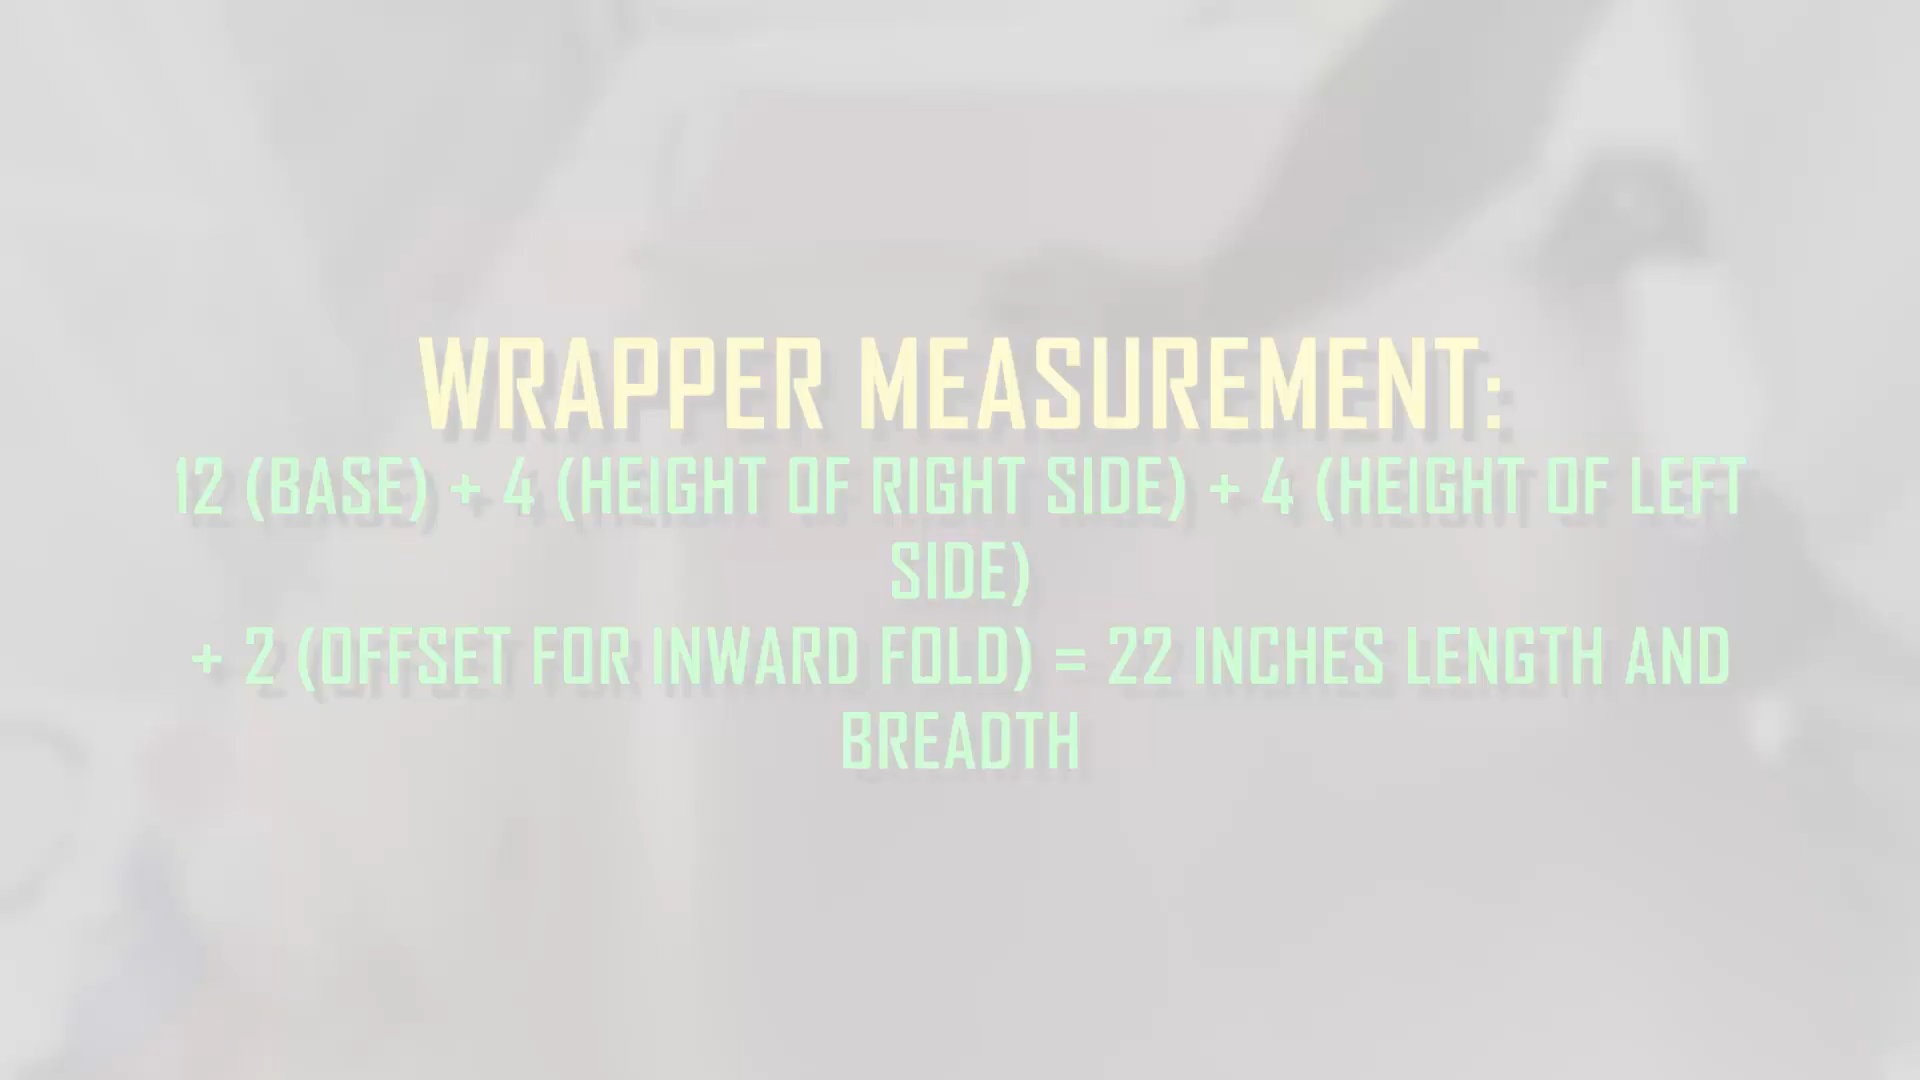 WRAPPER MEASUREMENT:
12 (BASE) + 4 (HEIGHT OF RIGHT SIDE) + 4 (HEIGHT OF LEFT
SIDE)
+ 2 (OFFSET FOR INWARD FOLD) = 22 INCHES LENGTH AND
BREADTH